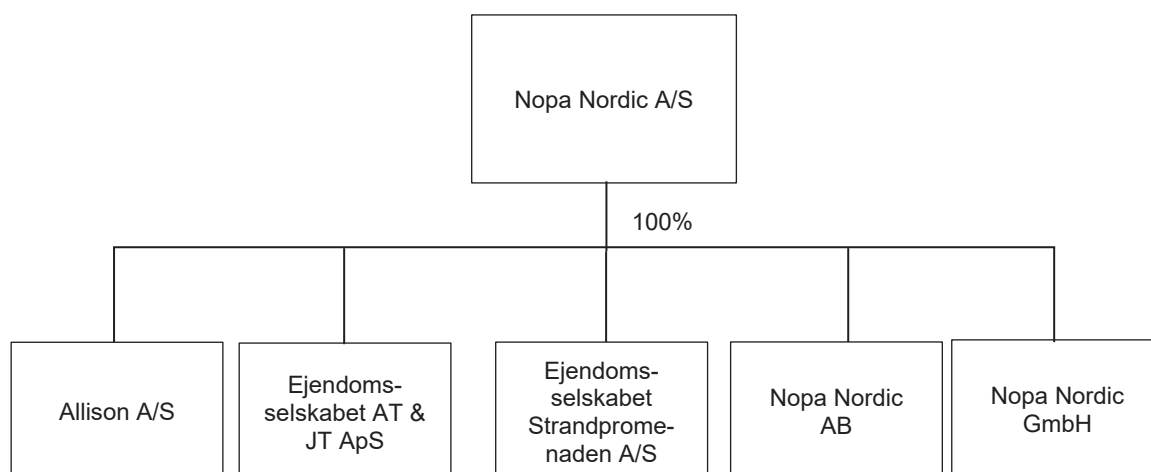 Nopa Nordic A/S
100%
Allison A/S
Ejendoms-
selskabet AT &
JT ApS
Ejendoms-
selskabet
Strandprome-
naden A/S
Nopa Nordic
AB
Nopa Nordic
GmbH